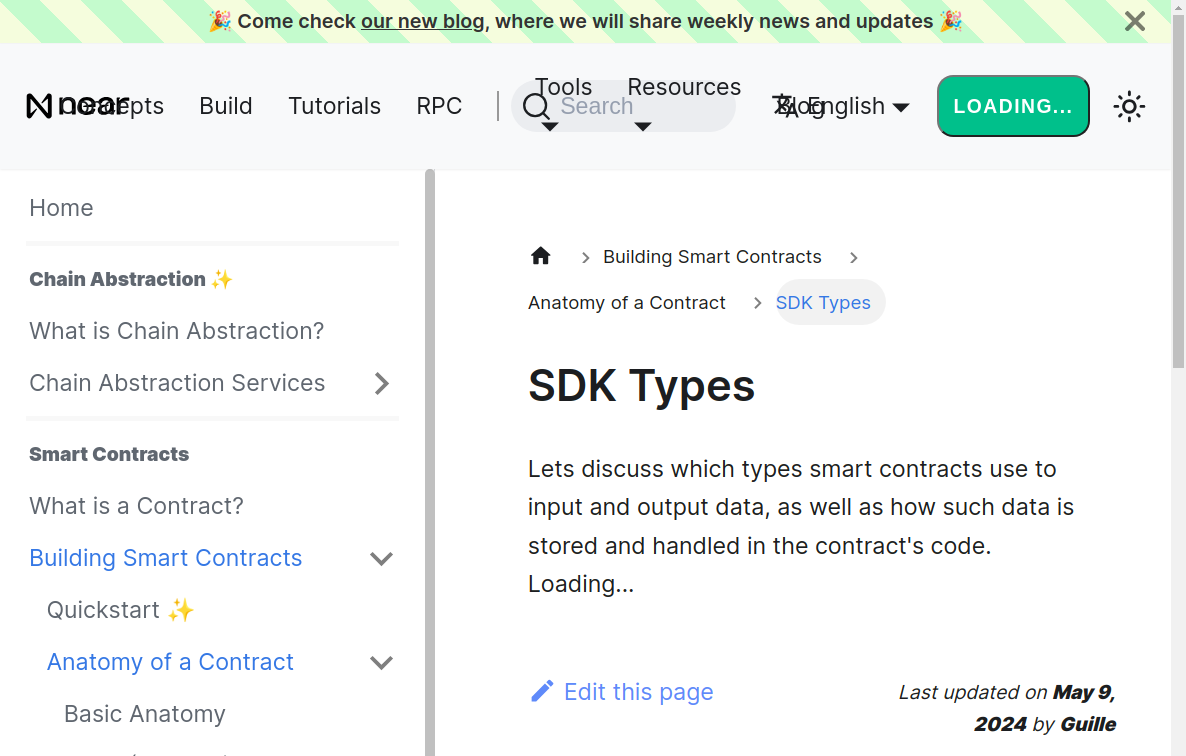 🎉 Come check our new blog, where we will share weekly news and updates 🎉
near
Concepts Build Tutorials RPC Tools Resources Search Blog English LOADING...
Home
Chain Abstraction ✨
What is Chain Abstraction?
Chain Abstraction Services
Smart Contracts
What is a Contract?
Building Smart Contracts
Quickstart ✨
Anatomy of a Contract
Basic Anatomy
Building Smart Contracts
Anatomy of a Contract
SDK Types
SDK Types
Lets discuss which types smart contracts use to
input and output data, as well as how such data is
stored and handled in the contract's code.
Loading...
Edit this page
Last updated on May 9,
2024 by Guille